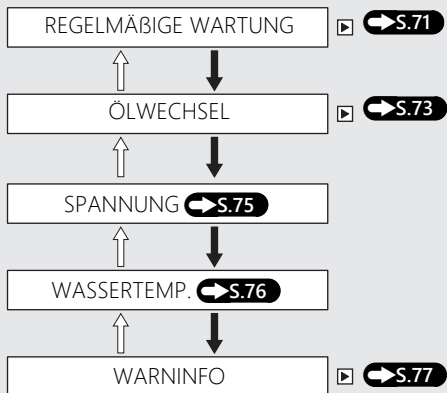 REGELMÄßIGE WARTUNG S.71
ÖLWECHSEL S.73
SPANNUNG S.75
WASSERTEMP. S.76
WARNINFO S.77